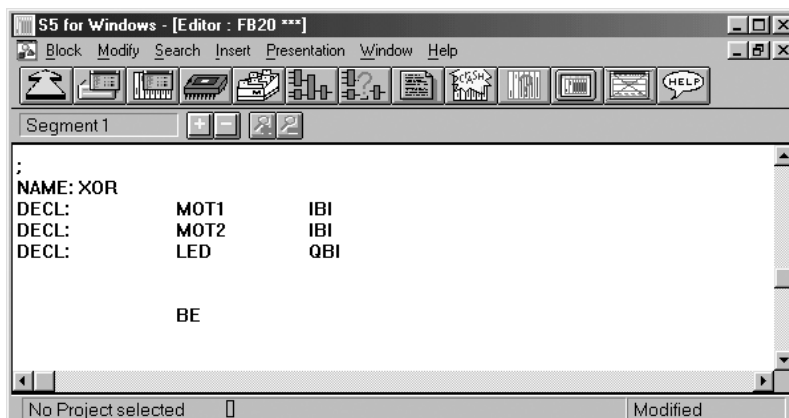 S5 for Windows - [Editor : FB20 ***]
Block Modify Search Insert Presentation Window Help
CRASH HELP
Segment 1
;
NAME: XOR
DECL: MOT1 IBI
DECL: MOT2 IBI
DECL: LED QBI
BE
No Project selected [] Modified